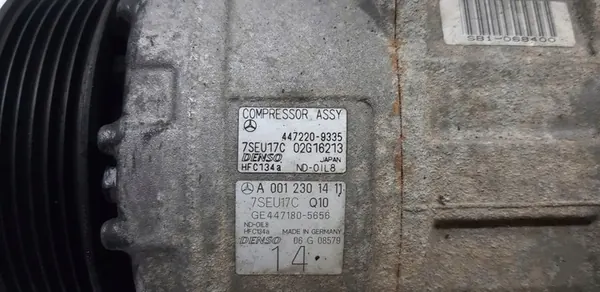 SB1-068400
COMPRESSOR ASSY
447220-9335
7SEU17C 02G16213
DENSO JAPAN
HFC134a ND-OIL8
A 001 230 14 11
7SEU17C Q10
GE447180-5656
ND-OIL8
HFC134a MADE IN GERMANY
DENSO 06 G 08579
14